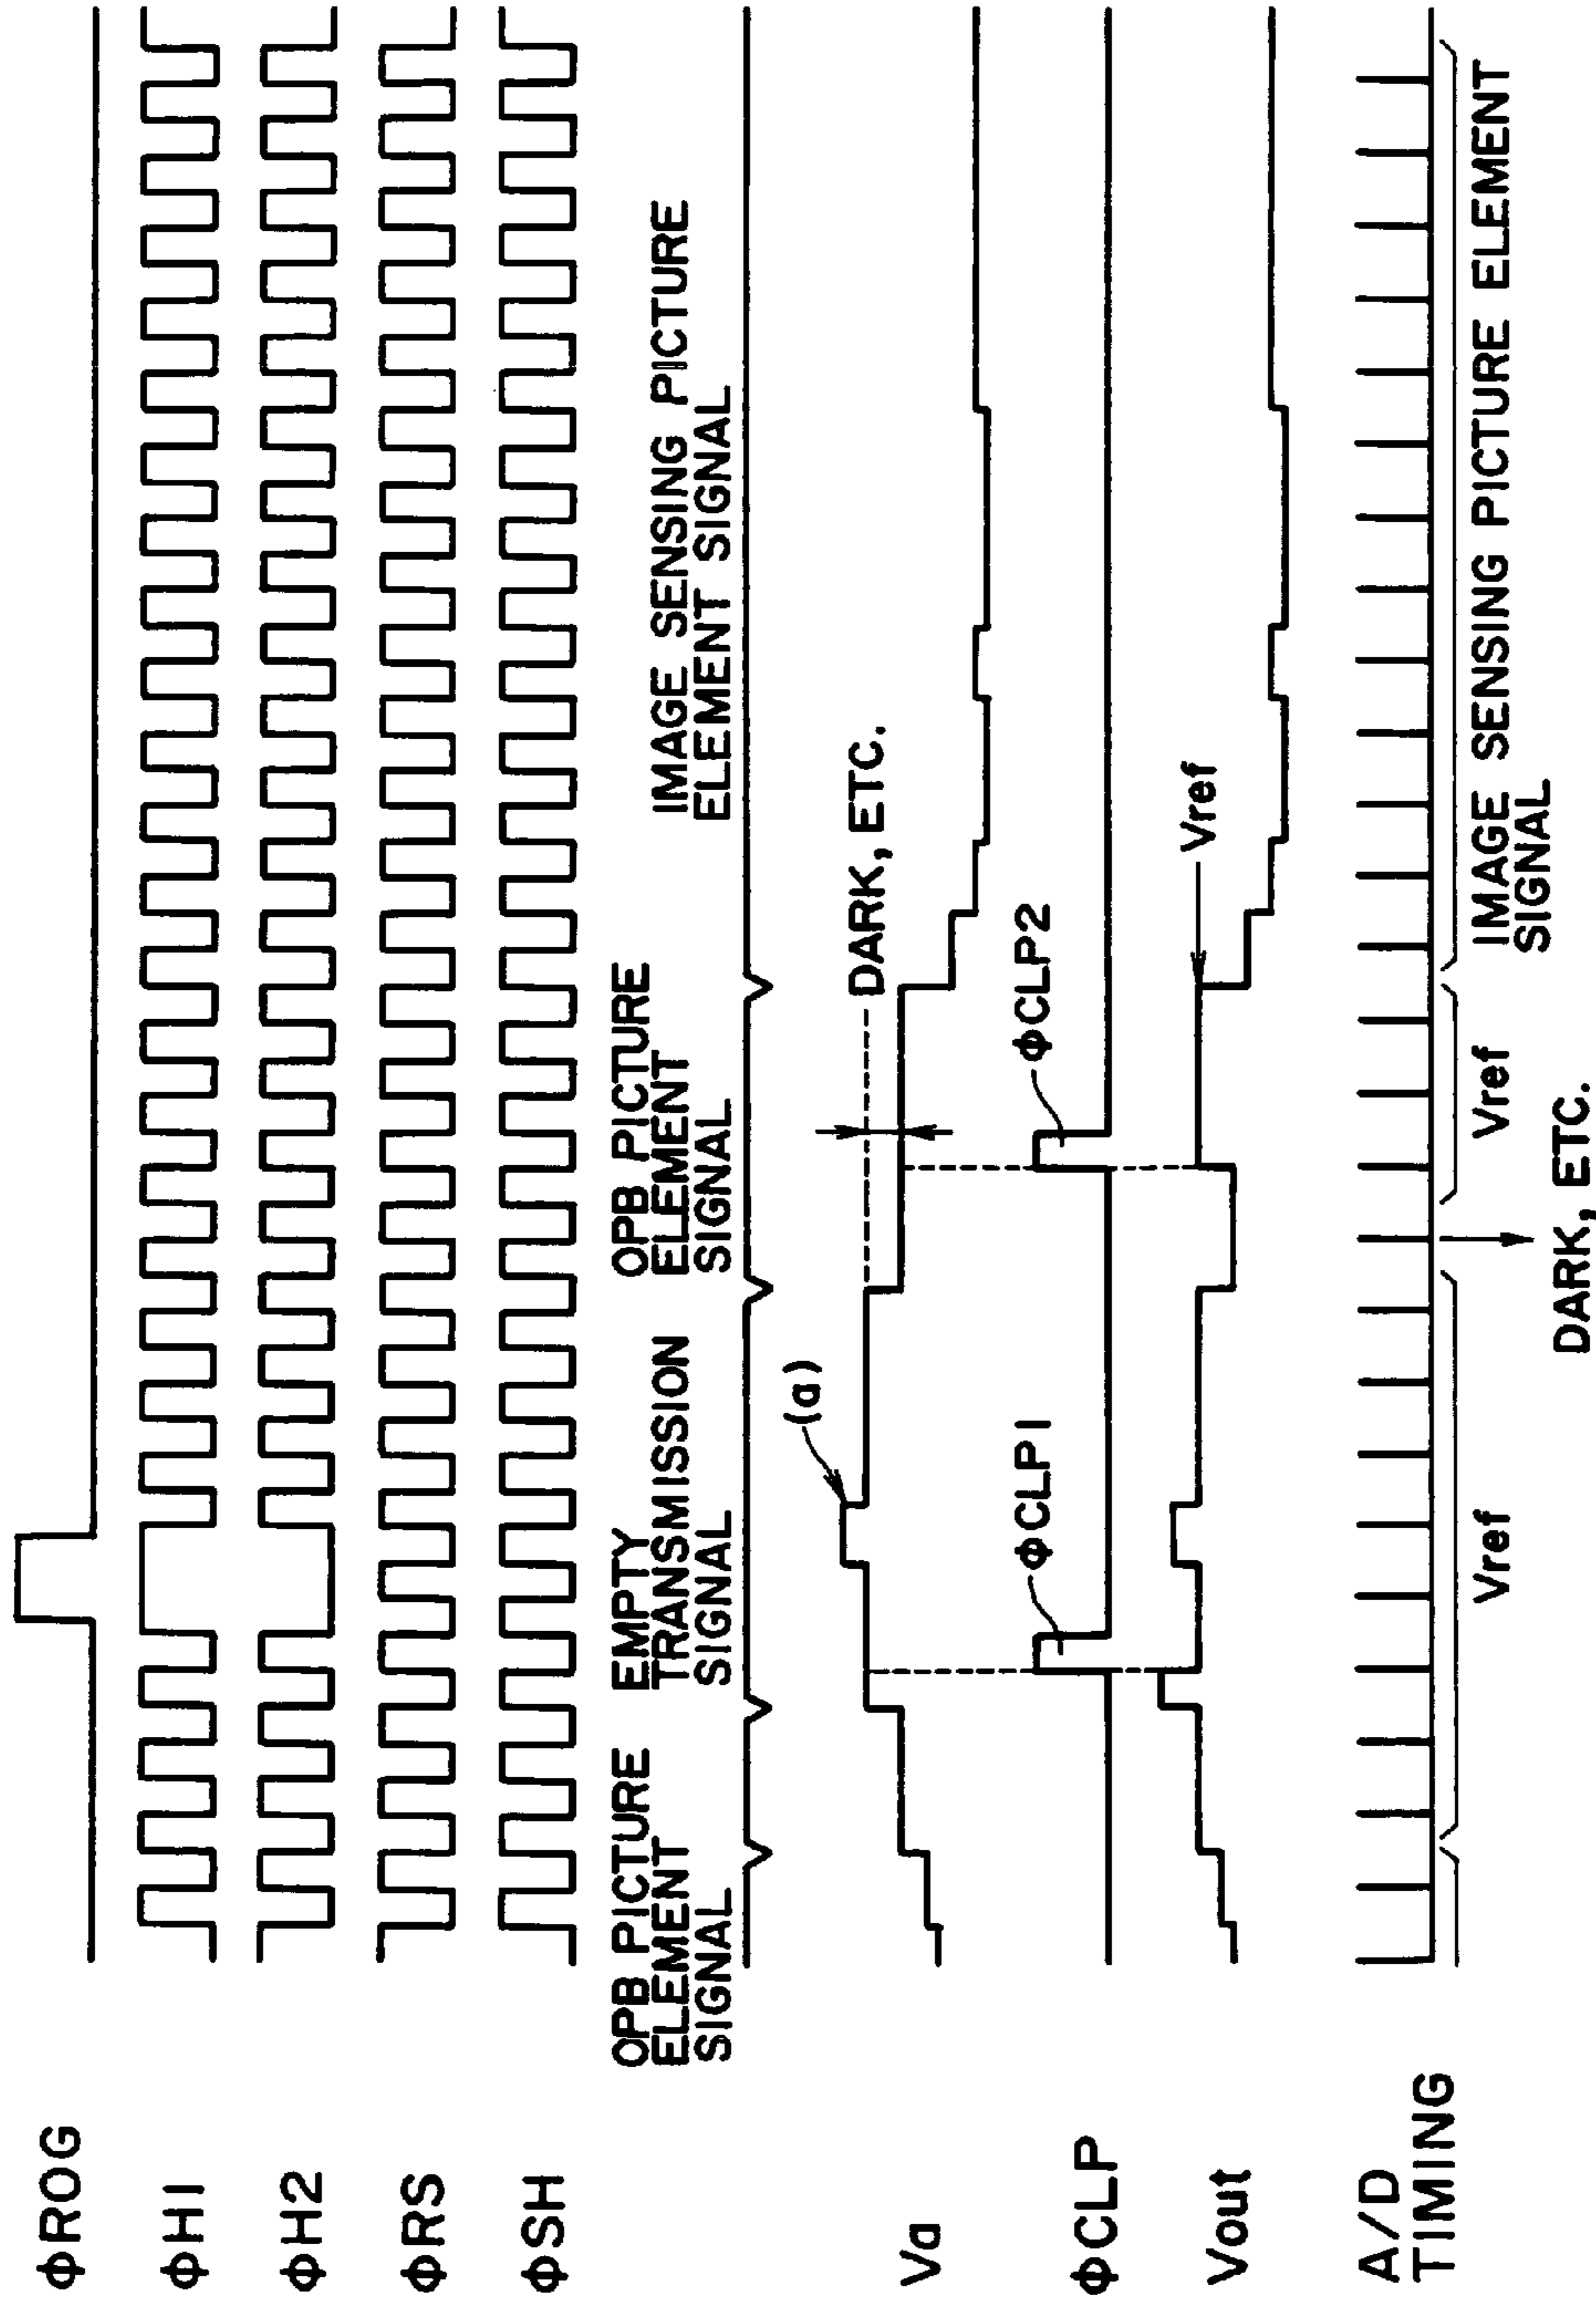 ΦROG
ΦH1
ΦH2
ΦRS
ΦSH
OPB PICTURE
ELEMENT
SIGNAL
EMPTY
TRANSMISSION
SIGNAL
OPB PICTURE
ELEMENT
SIGNAL
IMAGE SENSING PICTURE
ELEMENT SIGNAL
Va
(a)
DARK, ETC.
ΦCLP
ΦCLP1
ΦCLP2
Vout
Vref
A/D
TIMING
Vref
Vref
IMAGE SENSING PICTURE ELEMENT
SIGNAL
DARK, ETC.